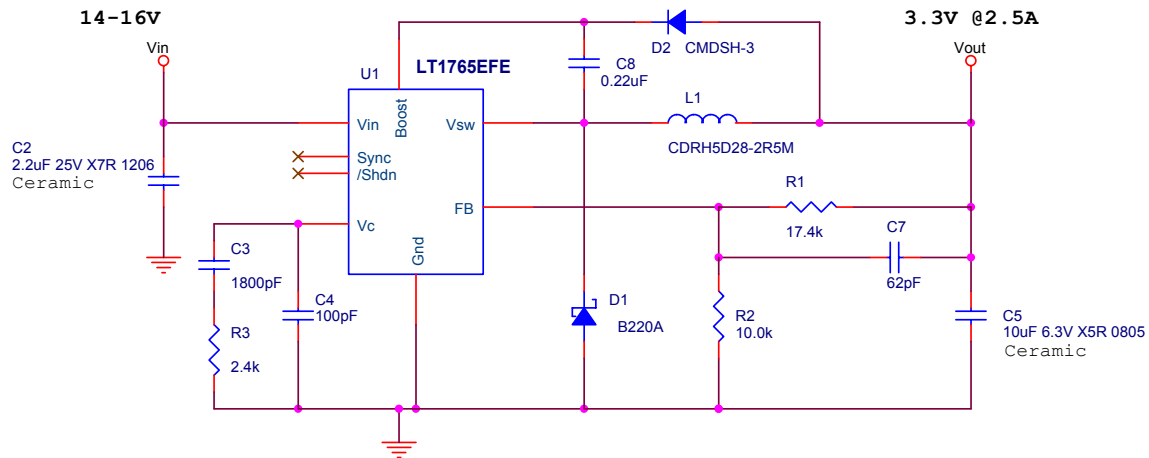 14-16V
3.3V @2.5A
Vin
D2 CMDSH-3
Vout
U1
LT1765EFE
C8
0.22uF
L1
Vin
Boost
Vsw
CDRH5D28-2R5M
C2
2.2uF 25V X7R 1206
Ceramic
Sync
/Shdn
R1
17.4k
FB
Vc
C7
62pF
Gnd
C3
1800pF
C4
100pF
D1
B220A
R2
10.0k
C5
10uF 6.3V X5R 0805
Ceramic
R3
2.4k